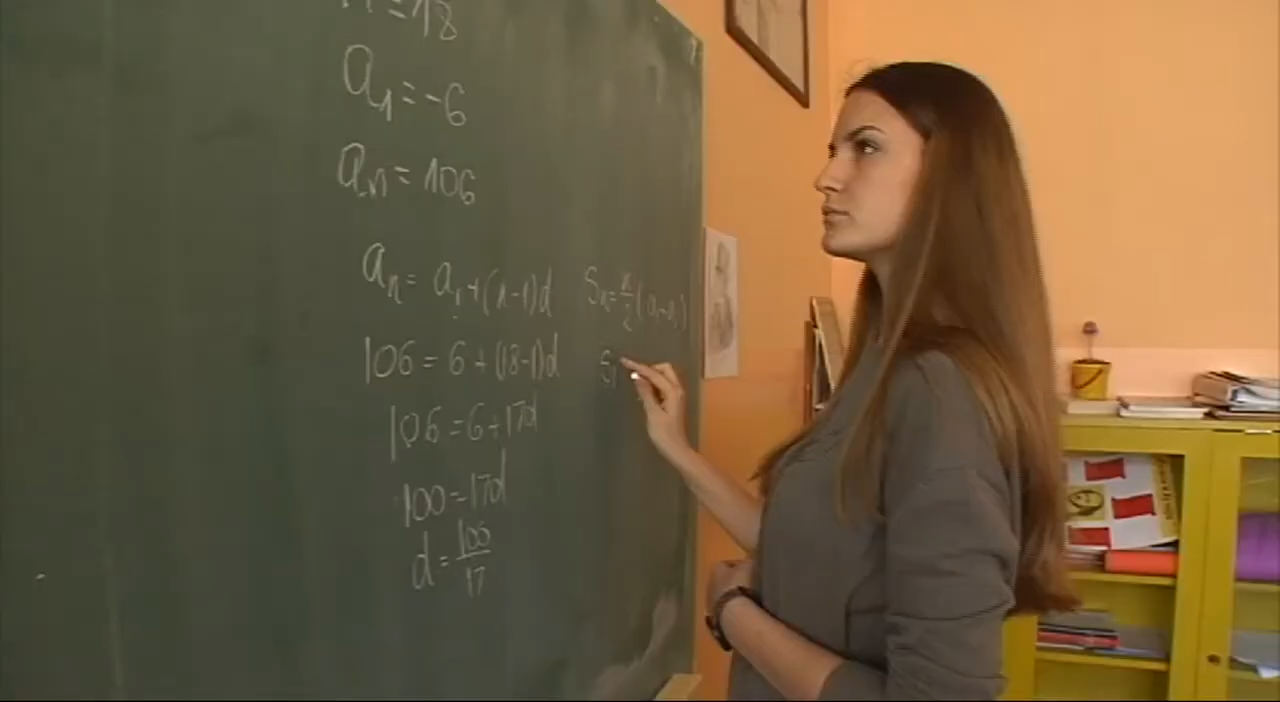 n = 18
a₁ = -6
aₙ = 106
aₙ = a₁ + (n-1)d
106 = 6 + (18-1)d
106 = 6 + 17d
100 = 17d
d = 100/17
Sₙ = n/2 (a₁ + aₙ)
S